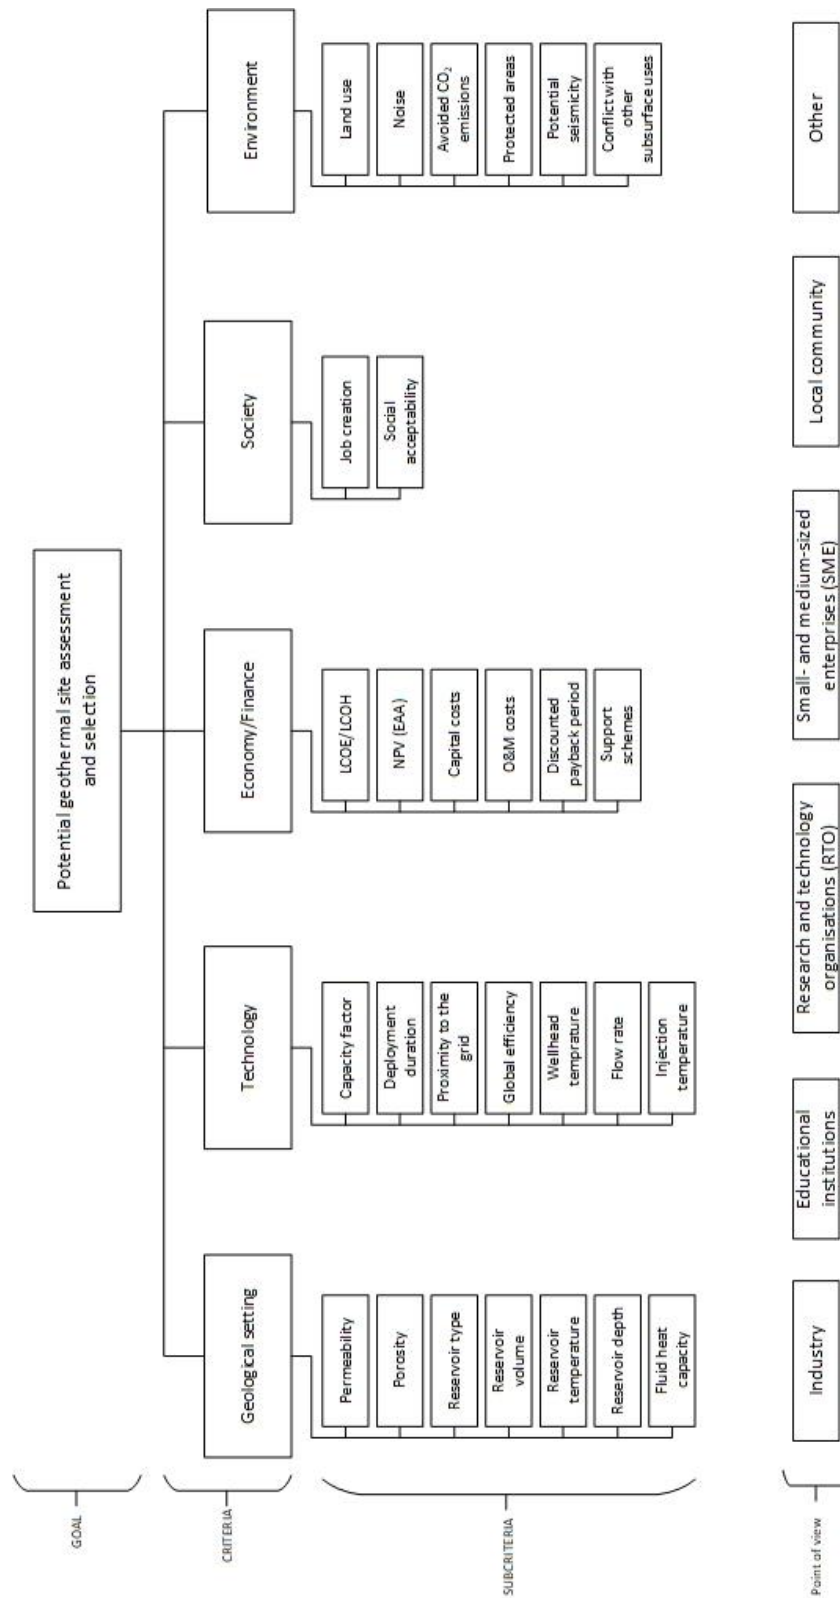 GOAL
Potential geothermal site assessment
and selection
CRITERIA
Geological setting
Technology
Economy/Finance
Society
Environment
SUBCRITERIA
Permeability
Porosity
Reservoir type
Reservoir
volume
Reservoir
temperature
Reservoir depth
Fluid heat
capacity
Capacity factor
Deployment
duration
Proximity to the
grid
Global efficiency
Wellhead
temprature
Flow rate
Injection
temperature
LCOE/ LCOH
NPV (EAA)
Capital costs
O&M costs
Discounted
payback period
Support
schemes
Job creation
Social
acceptability
Land use
Noise
Avoided CO₂
emissions
Protected areas
Potential
seismicity
Conflict with
other
subsurface uses
Point of view
Industry
Educational
institutions
Research and technology
organisations (RTO)
Small- and medium-sized
enterprises (SME)
Local community
Other